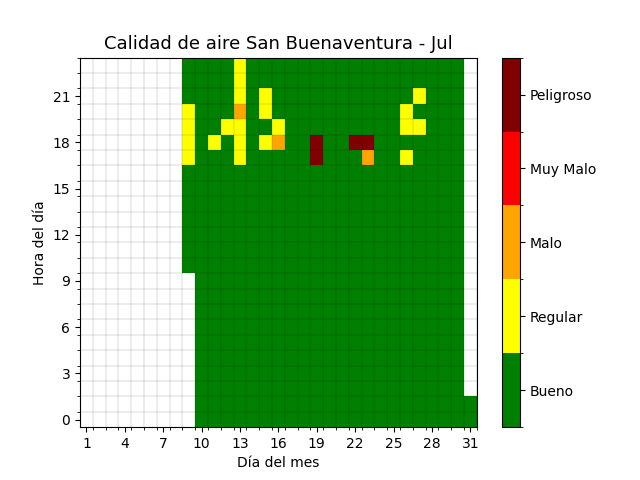 Calidad de aire San Buenaventura - Jul
Hora del día
21
18
15
12
9
6
3
0
1 4 7 10 13 16 19 22 25 28 31
Día del mes
Peligroso
Muy Malo
Malo
Regular
Bueno